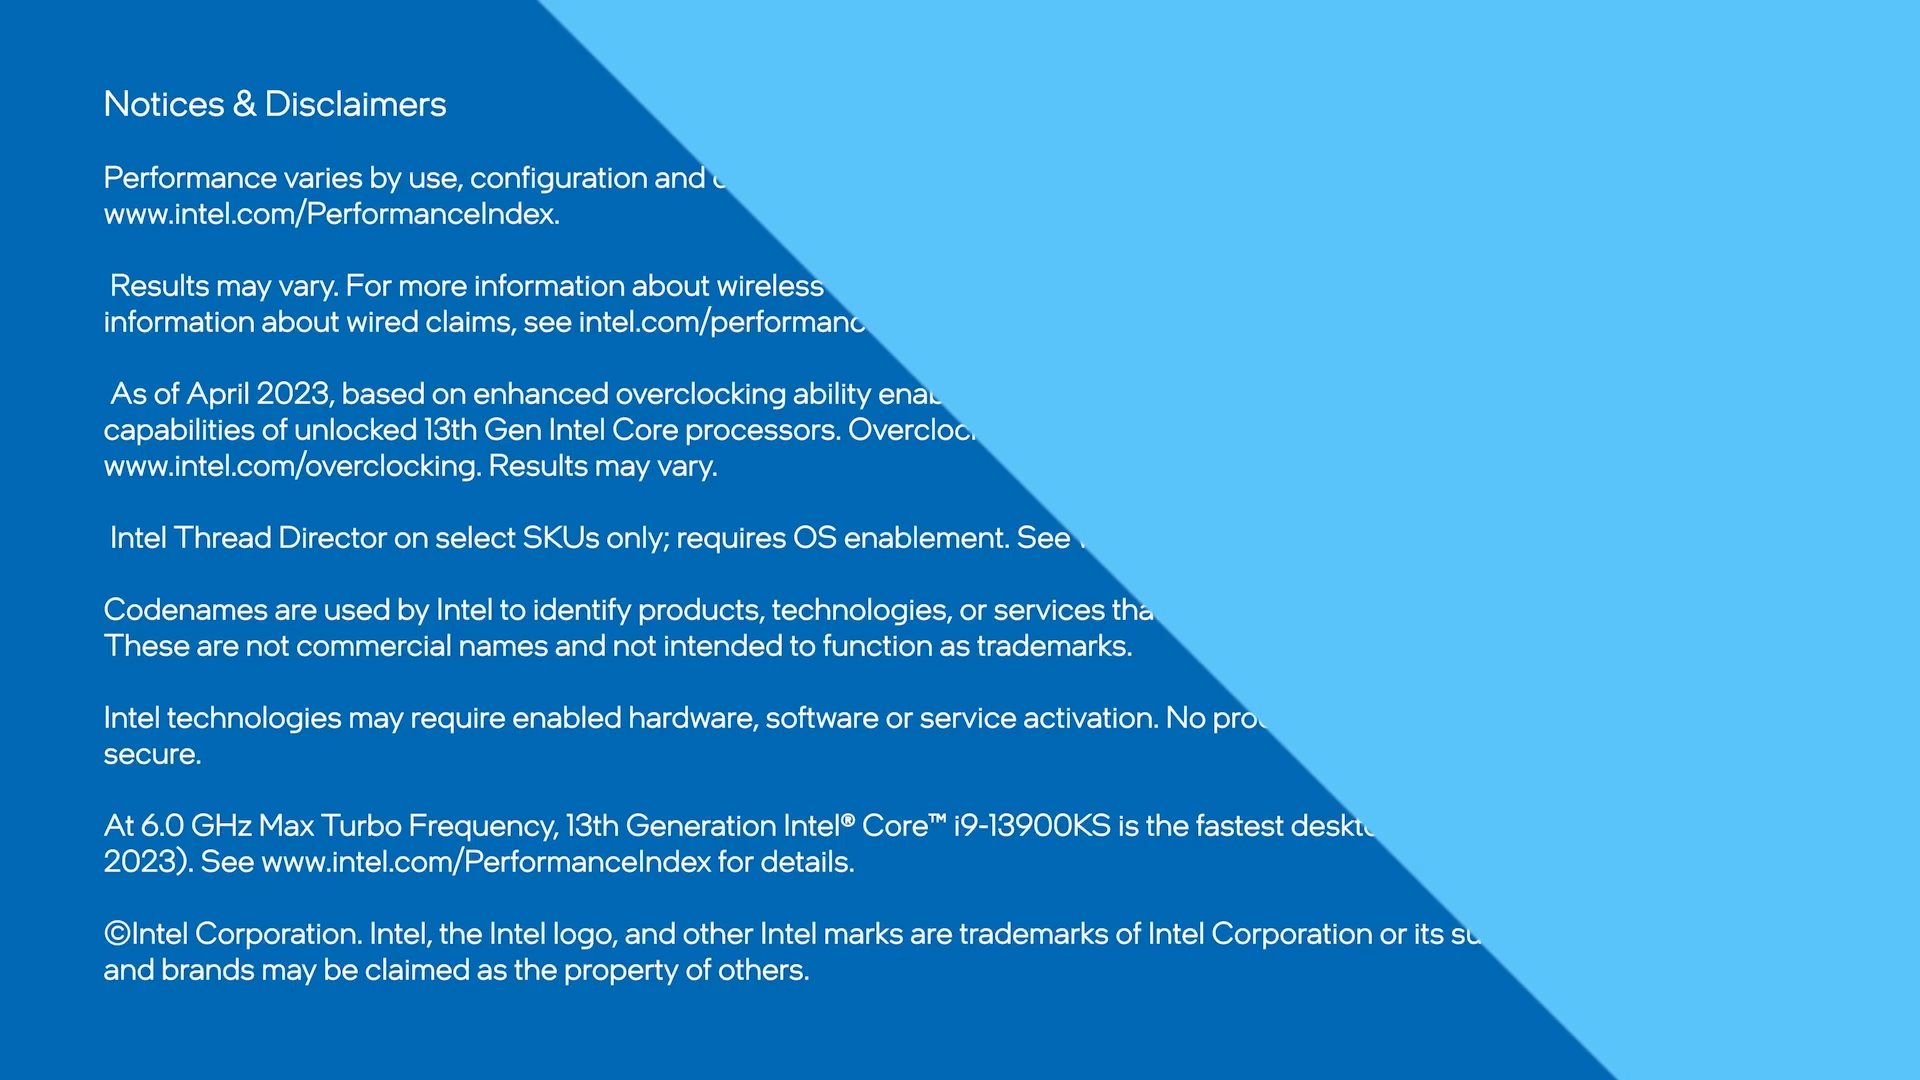 Notices & Disclaimers
Performance varies by use, configuration and
www.intel.com/PerformanceIndex.
Results may vary. For more information about wireless
information about wired claims, see intel.com/performanc
As of April 2023, based on enhanced overclocking ability enab
capabilities of unlocked 13th Gen Intel Core processors. Overcloc
www.intel.com/overclocking. Results may vary.
Intel Thread Director on select SKUs only; requires OS enablement. See
Codenames are used by Intel to identify products, technologies, or services tha
These are not commercial names and not intended to function as trademarks.
Intel technologies may require enabled hardware, software or service activation. No pro
secure.
At 6.0 GHz Max Turbo Frequency, 13th Generation Intel® Core™ i9-13900KS is the fastest deskt
2023). See www.intel.com/PerformanceIndex for details.
©Intel Corporation. Intel, the Intel logo, and other Intel marks are trademarks of Intel Corporation or its su
and brands may be claimed as the property of others.